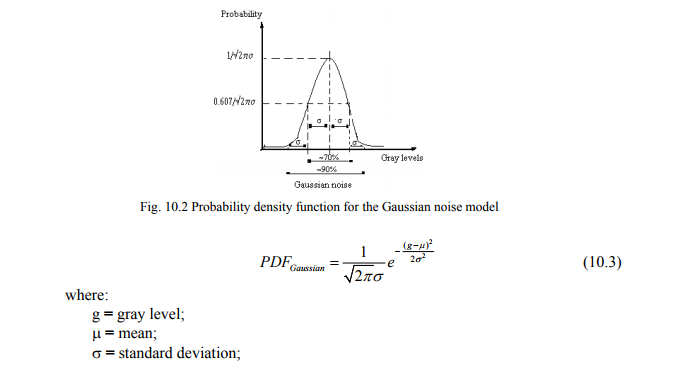 Probability
1/√2πσ
0.607/√2πσ
σ σ
σ σ
~70% Gray levels
~90%
Gaussian noise
Fig. 10.2 Probability density function for the Gaussian noise model
PDF_Gaussian = 1/(√2πσ) e^(-(g-μ)²/(2σ²)) (10.3)
where:
g = gray level;
μ = mean;
σ = standard deviation;